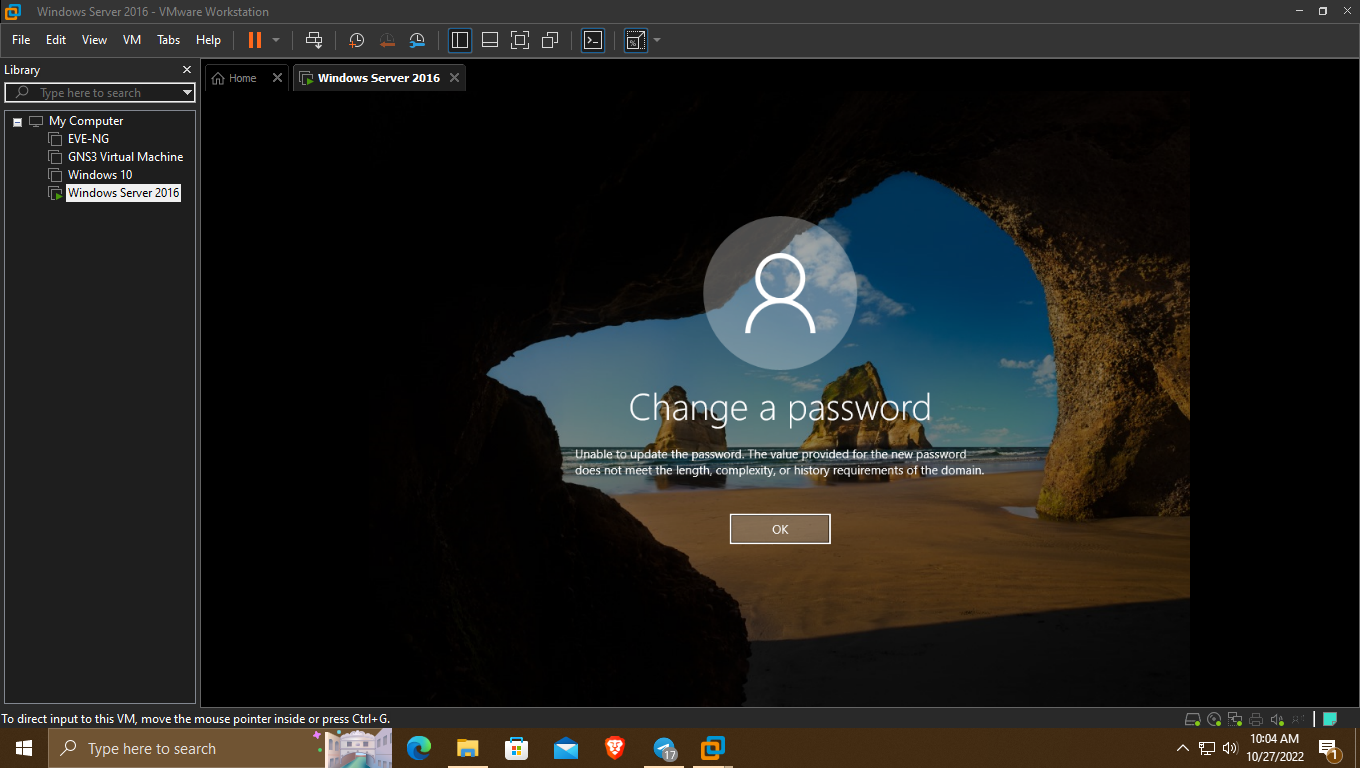 Windows Server 2016 - VMware Workstation
File Edit View VM Tabs Help
Library
Home
Windows Server 2016
Type here to search
My Computer
EVE-NG
GNS3 Virtual Machine
Windows 10
Windows Server 2016
Change a password
Unable to update the password. The value provided for the new password
does not meet the length, complexity, or history requirements of the domain.
OK
To direct input to this VM, move the mouse pointer inside or press Ctrl+G.
Type here to search
17
10:04 AM
10/27/2022
1